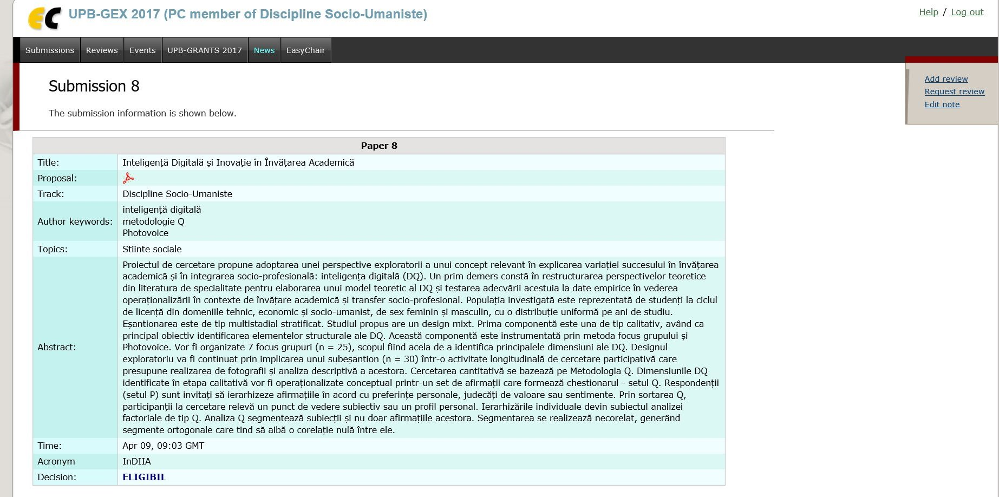 EC
UPB-GEX 2017 (PC member of Discipline Socio-Umaniste)
Help / Log out
Submissions
Reviews
Events
UPB-GRANTS 2017
News
EasyChair
Submission 8
The submission information is shown below.
Add review
Request review
Edit note
Paper 8
Title: Inteligență Digitală și Inovație în Învățarea Academică
Proposal:
Track: Discipline Socio-Umaniste
Author keywords:
inteligență digitală
metodologie Q
Photovoice
Topics: Stiinte sociale
Abstract:
Proiectul de cercetare propune adoptarea unei perspective exploratorii a unui concept relevant în explicarea variației succesului în învățarea
academică și în integrarea socio-profesională: inteligența digitală (DQ). Un prim demers constă în restructurarea perspectivelor teoretice
din literatura de specialitate pentru elaborarea unui model teoretic al DQ și testarea adecvării acestuia la date empirice în vederea
operaționalizării în contexte de învățare academică și transfer socio-profesional. Populația investigată este reprezentată de studenți la ciclul
de licență din domeniile tehnic, economic și socio-umanist, de sex feminin și masculin, cu o distribuție uniformă pe ani de studiu.
Eșantionarea este de tip multistadial stratificat. Studiul propus are un design mixt. Prima componentă este una de tip calitativ, având ca
principal obiectiv identificarea elementelor structurale ale DQ. Această componentă este instrumentată prin metoda focus grupului și
Photovoice. Vor fi organizate 7 focus grupuri (n = 25), scopul fiind acela de a identifica principalele dimensiuni ale DQ. Designul
exploratoriu va fi continuat prin implicarea unui subeșantion (n = 30) într-o activitate longitudinală de cercetare participativă care
presupune realizarea de fotografii și analiza descriptivă a acestora. Cercetarea cantitativă se bazează pe Metodologia Q. Dimensiunile DQ
identificate în etapa calitativă vor fi operaționalizate conceptual printr-un set de afirmații care formează chestionarul - setul Q. Respondenții
(setul P) sunt invitați să ierarhizeze afirmațiile în acord cu preferințe personale, judecăți de valoare sau sentimente. Prin sortarea Q,
participanții la cercetare relevă un punct de vedere subiectiv sau un profil personal. Ierarhizările individuale devin subiectul analizei
factoriale de tip Q. Analiza Q segmentează subiecții și nu doar afirmațiile acestora. Segmentarea se realizează necorelat, generând
segmente ortogonale care tind să aibă o corelație nulă între ele.
Time: Apr 09, 09:03 GMT
Acronym InDIIA
Decision: ELIGIBIL